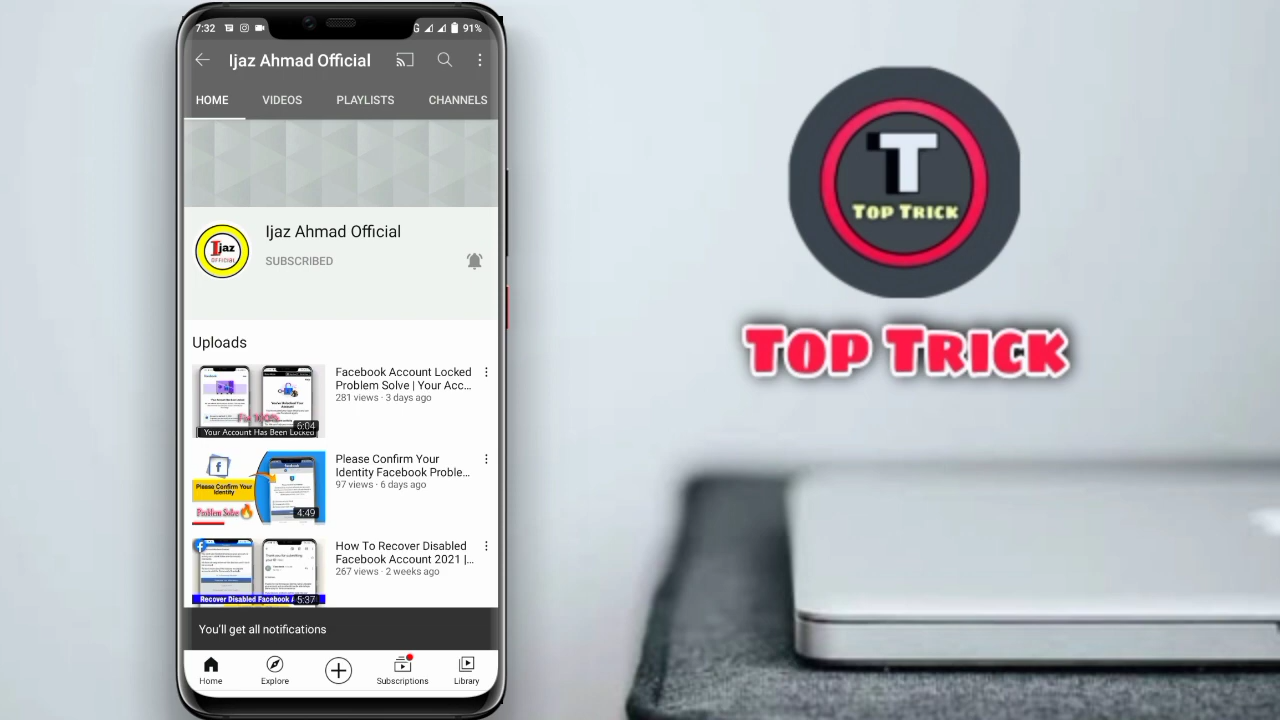 7:32
G
91%
Ijaz Ahmad Official
HOME
VIDEOS
PLAYLISTS
CHANNELS
Ijaz
OFFICIAL
Ijaz Ahmad Official
SUBSCRIBED
Uploads
Your Account Has Been Locked
6:04
Facebook Account Locked
Problem Solve | Your Acc...
281 views · 3 days ago
Please Confirm Your
Identity
Problem Solve
4:49
Please Confirm Your
Identity Facebook Proble...
97 views · 6 days ago
Recover Disabled Facebook
5:37
How To Recover Disabled
Facebook Account 2021 |...
267 views · 2 weeks ago
You'll get all notifications
Home
Explore
Subscriptions
Library
T
TOP TRICK
TOP TRICK